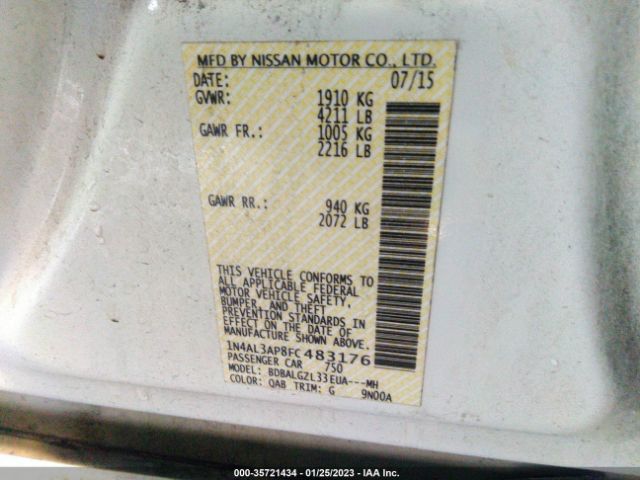 MFD BY NISSAN MOTOR CO., LTD.
DATE: 07/15
GVWR: 1910 KG
4211 LB
GAWR FR.: 1005 KG
2216 LB
GAWR RR.: 940 KG
2072 LB
THIS VEHICLE CONFORMS TO
ALL APPLICABLE FEDERAL
MOTOR VEHICLE SAFETY,
BUMPER, AND THEFT
PREVENTION STANDARDS IN
EFFECT ON THE DATE OF
MANUFACTURE SHOWN ABOVE.
1N4AL3AP8FC483176
PASSENGER CAR 750
MODEL: BDBALGZL33EUA---MH
COLOR: QAB TRIM: G 9N00A
000-35721434 - 01/25/2023 - IAA Inc.